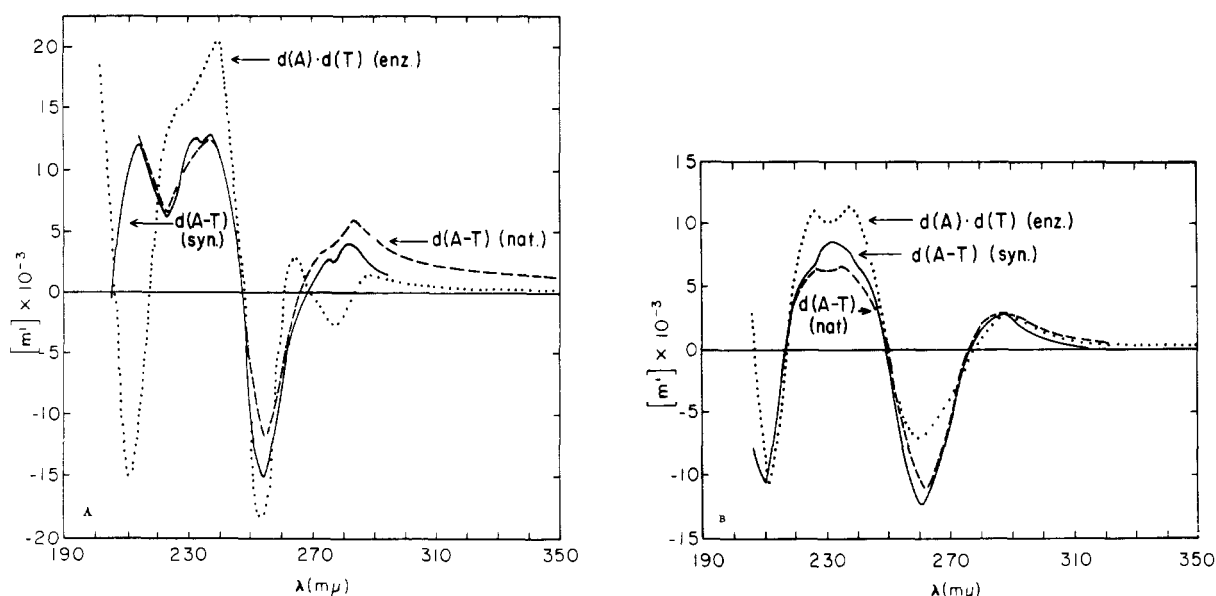 20
15
10
5
0
-5
-10
-15
-20
[m'] × 10⁻³
d(A)·d(T) (enz.)
d(A-T)
(syn.)
d(A-T) (nat.)
A
190
230
270
310
350
λ(mμ)
15
10
5
0
-5
-10
-15
[m'] × 10⁻³
d(A)·d(T) (enz.)
d(A-T) (syn.)
d(A-T)
(nat)
B
190
230
270
310
350
λ(mμ)